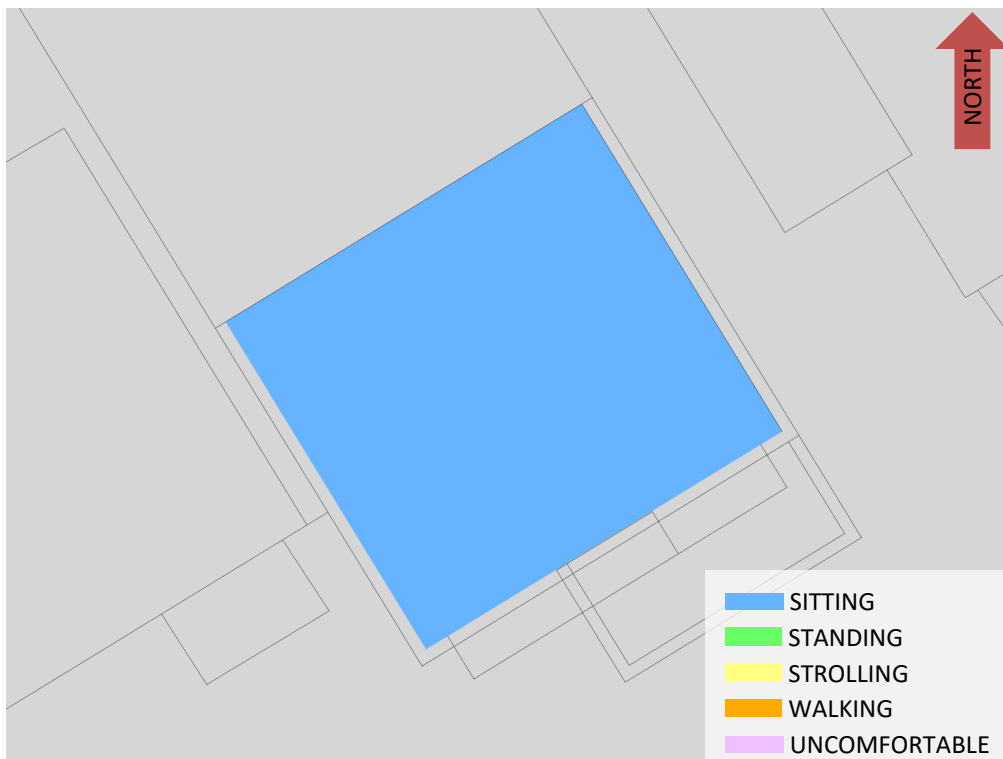 NORTH
SITTING
STANDING
STROLLING
WALKING
UNCOMFORTABLE